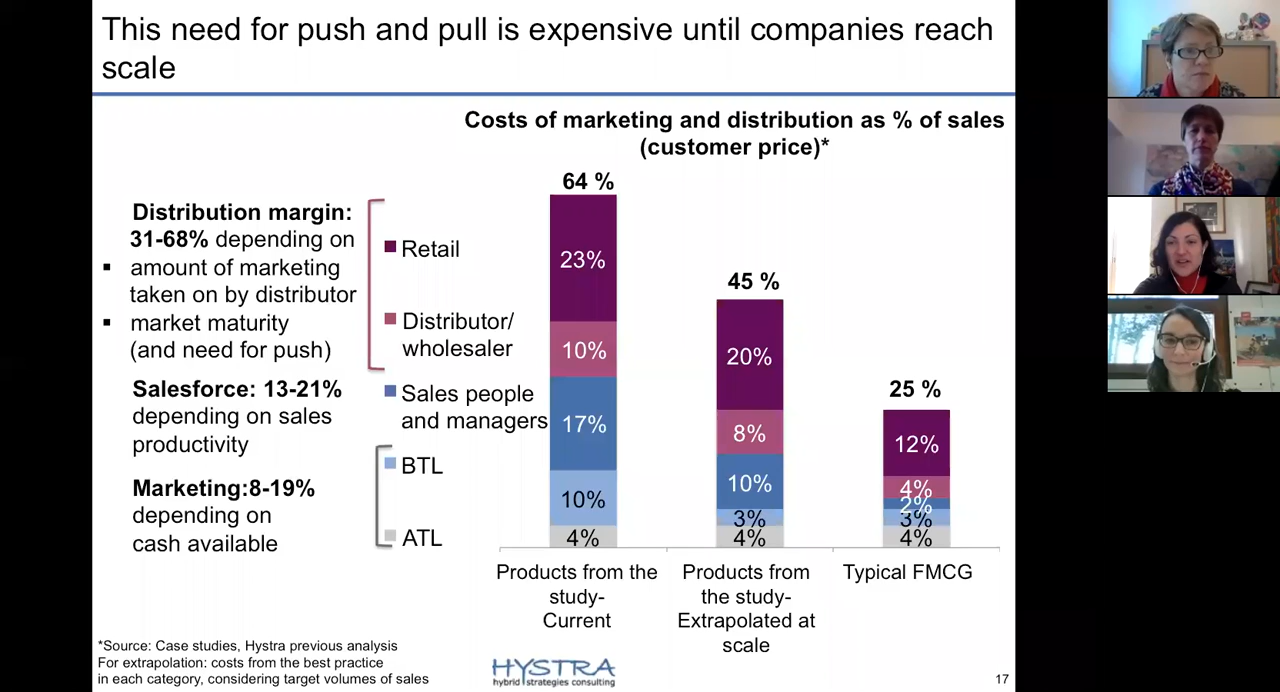 This need for push and pull is expensive until companies reach
scale
Costs of marketing and distribution as % of sales
(customer price)*
Distribution margin:
31-68% depending on
▪ amount of marketing
taken on by distributor
▪ market maturity
(and need for push)
Salesforce: 13-21%
depending on sales
productivity
Marketing:8-19%
depending on
cash available
Retail
Distributor/
wholesaler
Sales people
and managers
BTL
ATL
64 %
23%
10%
17%
10%
4%
45 %
20%
8%
10%
3%
4%
25 %
12%
4%
2%
3%
4%
Products from the
study-
Current
Products from
the study-
Extrapolated at
scale
Typical FMCG
*Source: Case studies, Hystra previous analysis
For extrapolation: costs from the best practice
in each category, considering target volumes of sales
HYSTRA
hybrid strategies consulting
17